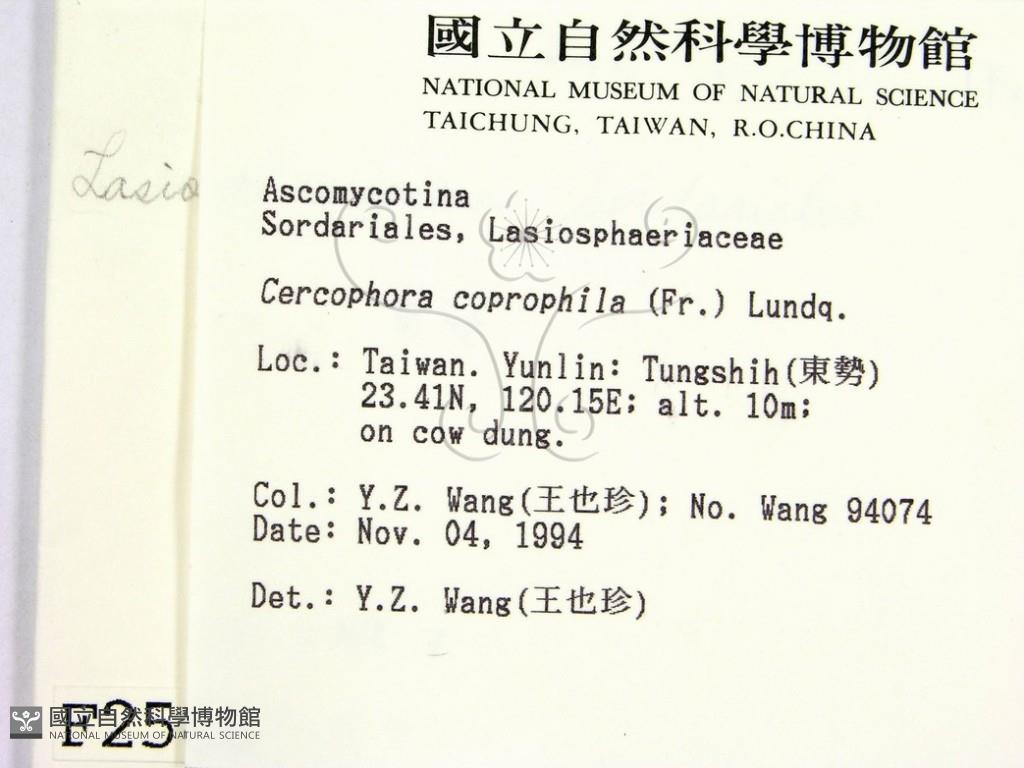 國立自然科學博物館
NATIONAL MUSEUM OF NATURAL SCIENCE
TAICHUNG, TAIWAN, R.O.CHINA
Lasio
Ascomycotina
Sordariales, Lasiosphaeriaceae
Cercophora coprophila (Fr.) Lundq.
Loc.: Taiwan. Yunlin: Tungshih(東勢)
23.41N, 120.15E; alt. 10m;
on cow dung.
Col.: Y.Z. Wang(王也珍); No. Wang 94074
Date: Nov. 04, 1994
Det.: Y.Z. Wang(王也珍)
F25
國立自然科學博物館
NATIONAL MUSEUM OF NATURAL SCIENCE